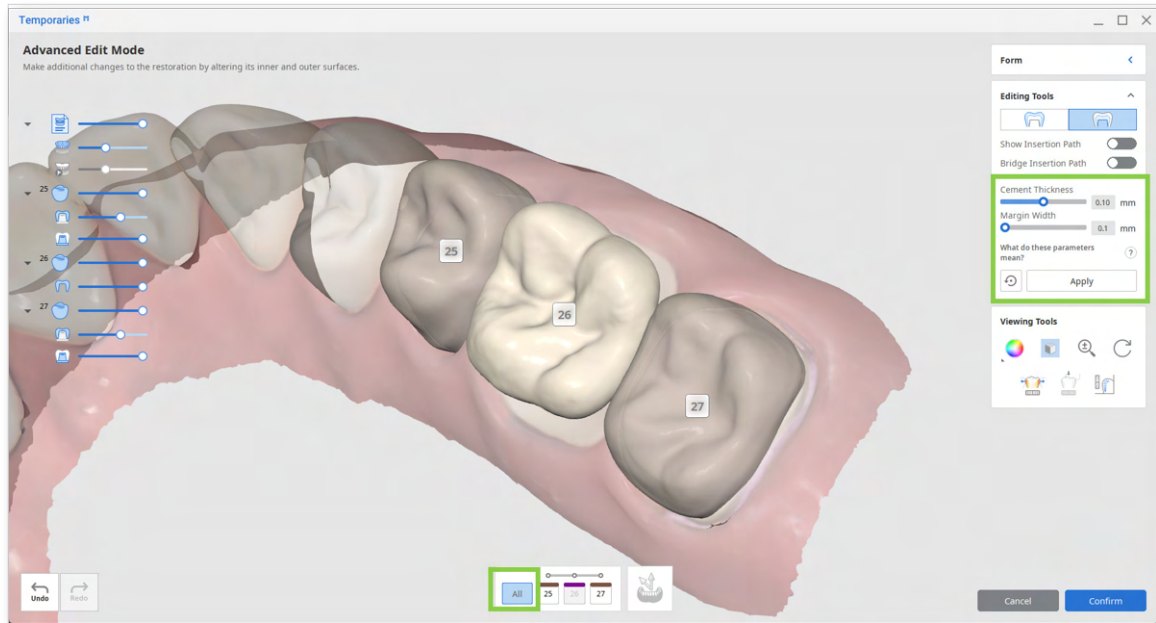 Temporaries
Advanced Edit Mode
Make additional changes to the restoration by altering its inner and outer surfaces.
Form
Editing Tools
Show Insertion Path
Bridge Insertion Path
Cement Thickness
0.10 mm
Margin Width
0.1 mm
What do these parameters
mean?
?
Apply
Viewing Tools
25
26
27
25
26
27
Undo
Redo
All
25
26
27
Cancel
Confirm